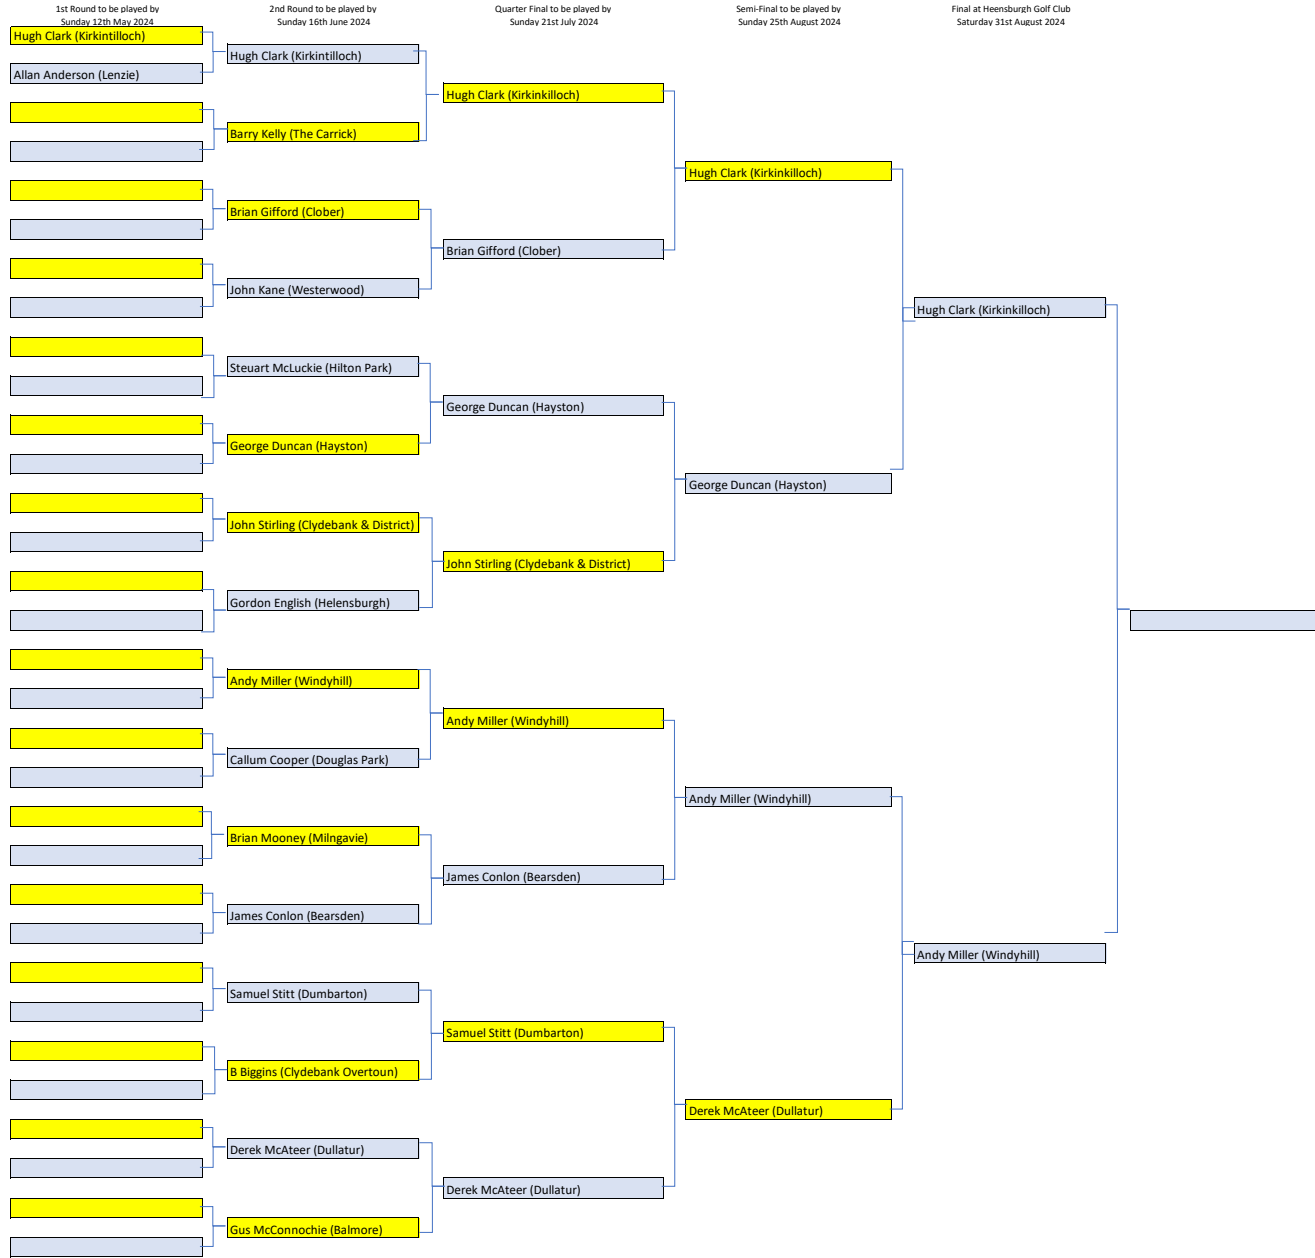 1st Round to be played by
Sunday 12th May 2024
2nd Round to be played by
Sunday 16th June 2024
Quarter Final to be played by
Sunday 21st July 2024
Semi-Final to be played by
Sunday 25th August 2024
Final at Heensburgh Golf Club
Saturday 31st August 2024
Hugh Clark (Kirkintilloch)
Allan Anderson (Lenzie)
Hugh Clark (Kirkintilloch)
Barry Kelly (The Carrick)
Brian Gifford (Clober)
John Kane (Westerwood)
Steuart McLuckie (Hilton Park)
George Duncan (Hayston)
John Stirling (Clydebank & District)
Gordon English (Helensburgh)
Andy Miller (Windyhill)
Callum Cooper (Douglas Park)
Brian Mooney (Milngavie)
James Conlon (Bearsden)
Samuel Stitt (Dumbarton)
B Biggins (Clydebank Overtoun)
Derek McAteer (Dullatur)
Gus McConnochie (Balmore)
Hugh Clark (Kirkinkilloch)
Brian Gifford (Clober)
George Duncan (Hayston)
John Stirling (Clydebank & District)
Andy Miller (Windyhill)
James Conlon (Bearsden)
Samuel Stitt (Dumbarton)
Derek McAteer (Dullatur)
Hugh Clark (Kirkinkilloch)
George Duncan (Hayston)
Andy Miller (Windyhill)
Derek McAteer (Dullatur)
Hugh Clark (Kirkinkilloch)
Andy Miller (Windyhill)